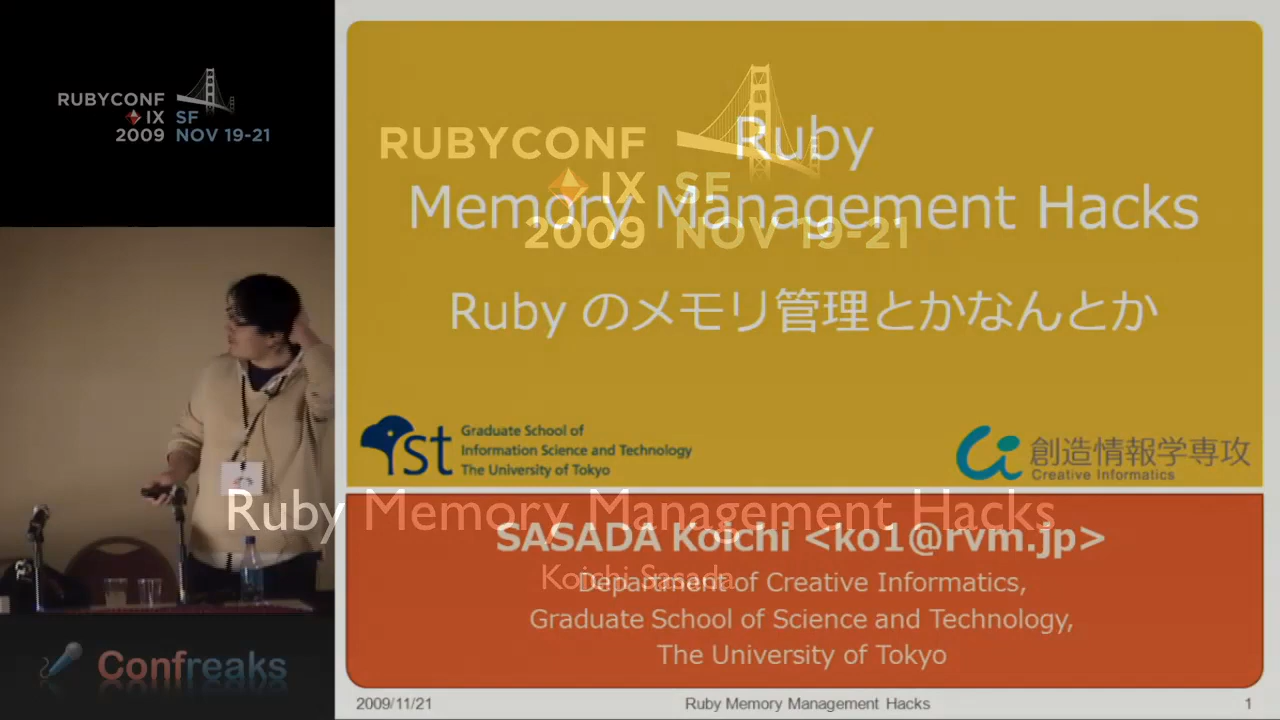 RUBYCONF
IX SF
2009 NOV 19-21
RUBYCONF
IX SF
2009 NOV 19-21
Ruby
Memory Management Hacks
Ruby のメモリ管理とかなんとか
ist
Graduate School of
Information Science and Technology
The University of Tokyo
Ci
創造情報学専攻
Creative Informatics
Ruby Memory Management Hacks
Koichi Sasada
SASADA Koichi <ko1@rvm.jp>
Department of Creative Informatics,
Graduate School of Science and Technology,
The University of Tokyo
Confreaks
2009/11/21
Ruby Memory Management Hacks
1